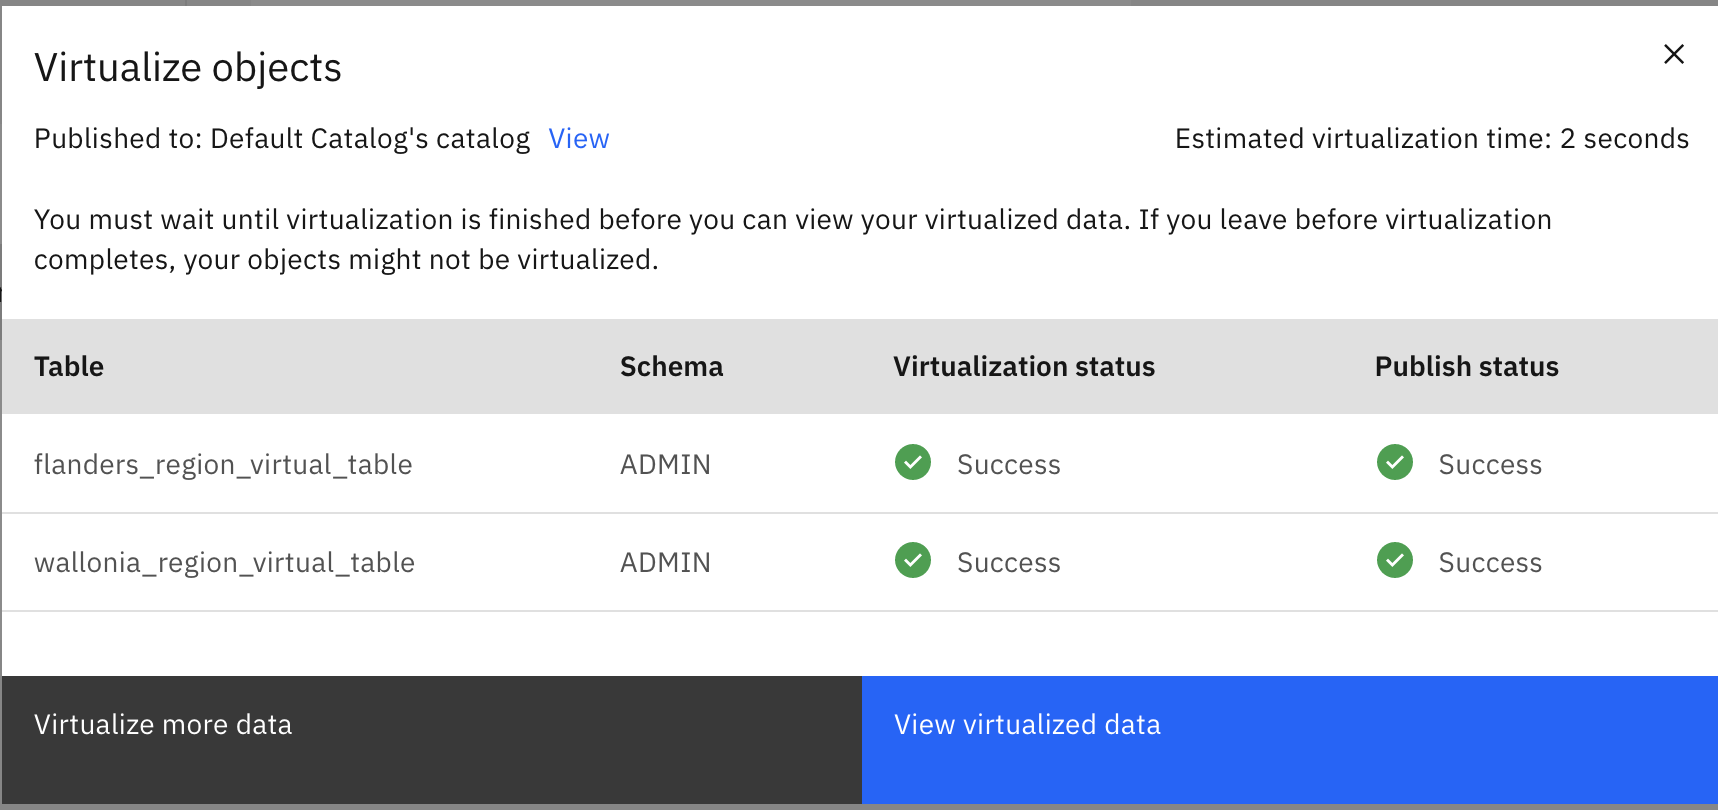 Virtualize objects
Published to: Default Catalog's catalog View
Estimated virtualization time: 2 seconds
You must wait until virtualization is finished before you can view your virtualized data. If you leave before virtualization
completes, your objects might not be virtualized.
Table Schema Virtualization status Publish status
flanders_region_virtual_table ADMIN Success Success
wallonia_region_virtual_table ADMIN Success Success
Virtualize more data View virtualized data